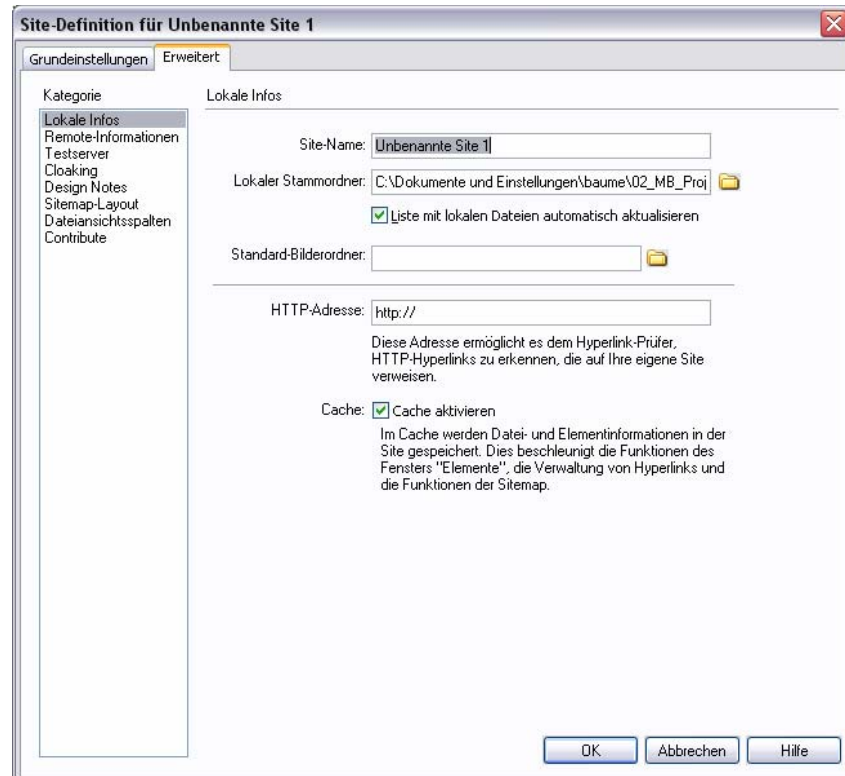 Site-Definition für Unbenannte Site 1
Grundeinstellungen
Erweitert
Kategorie
Lokale Infos
Remote-Informationen
Testserver
Cloaking
Design Notes
Sitemap-Layout
Dateiansichtsspalten
Contribute
Lokale Infos
Site-Name: Unbenannte Site 1
Lokaler Stammordner: C:\Dokumente und Einstellungen\baume\02_MB_Proj
Liste mit lokalen Dateien automatisch aktualisieren
Standard-Bilderordner:
HTTP-Adresse: http://
Diese Adresse ermöglicht es dem Hyperlink-Prüfer,
HTTP-Hyperlinks zu erkennen, die auf Ihre eigene Site
verweisen.
Cache: Cache aktivieren
Im Cache werden Datei- und Elementinformationen in der
Site gespeichert. Dies beschleunigt die Funktionen des
Fensters "Elemente", die Verwaltung von Hyperlinks und
die Funktionen der Sitemap.
OK
Abbrechen
Hilfe